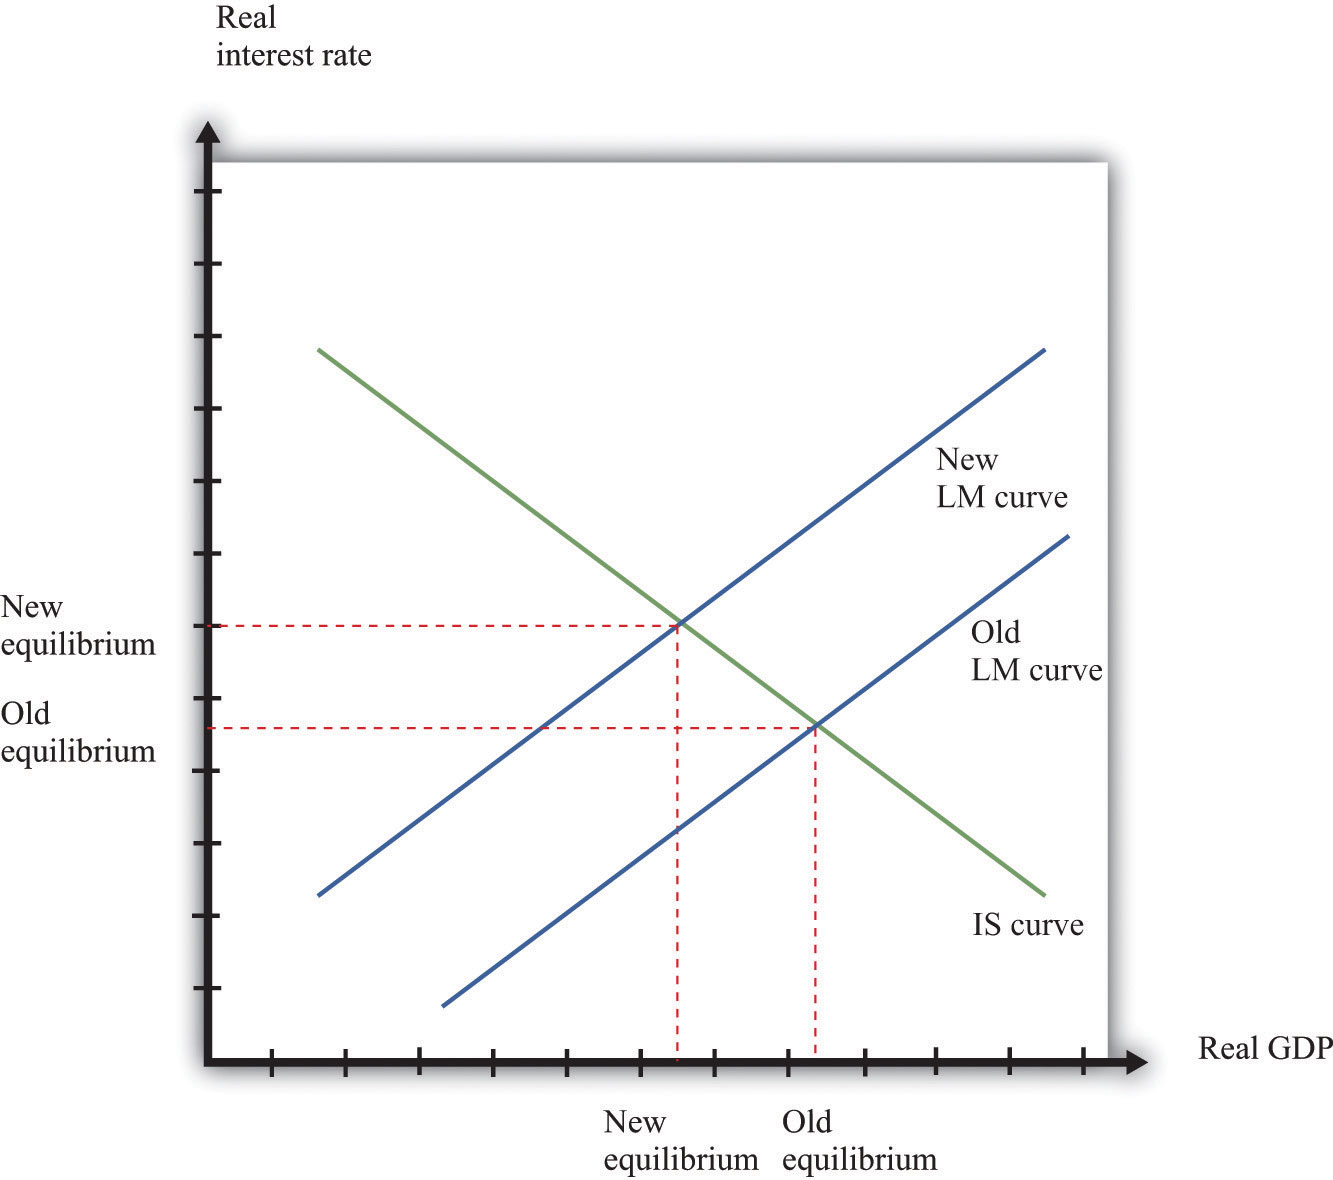 Real
interest rate
New
LM curve
New
equilibrium
Old
LM curve
Old
equilibrium
IS curve
Real GDP
New
equilibrium
Old
equilibrium